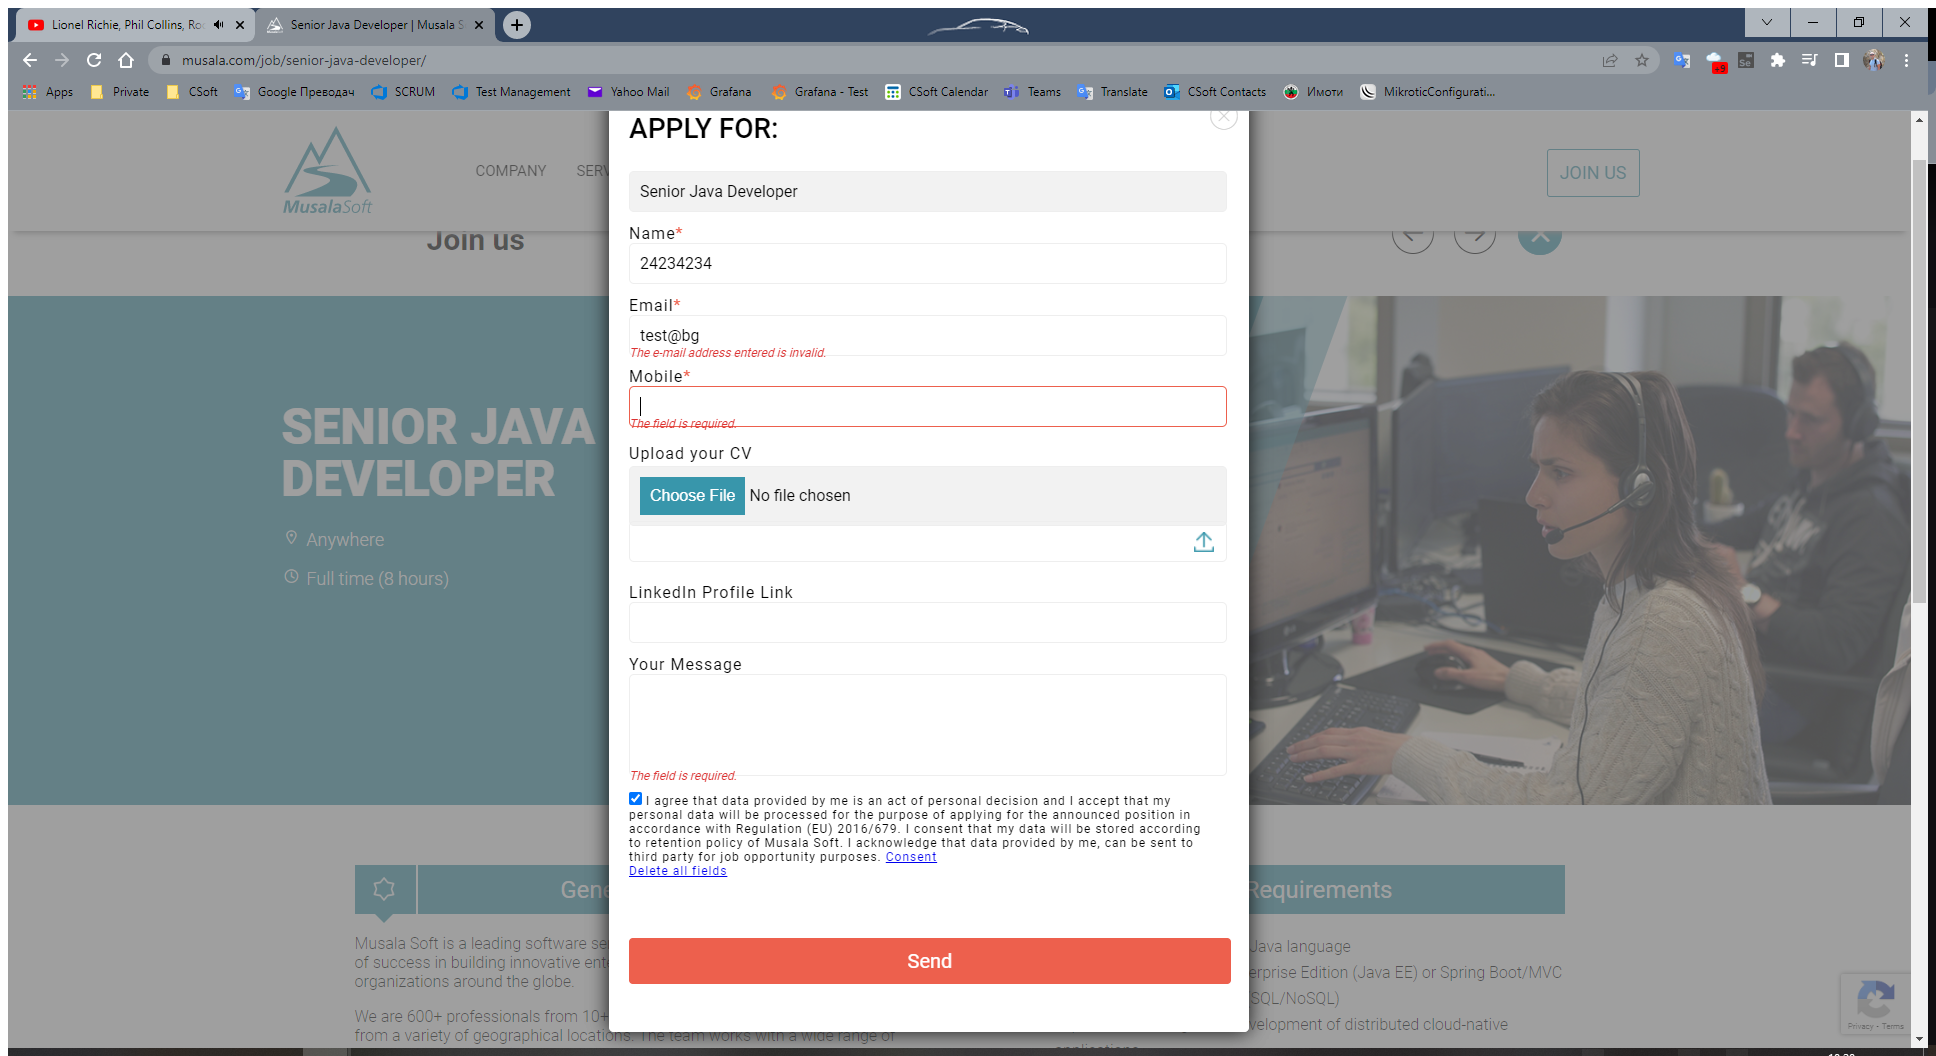 Lionel Richie, Phil Collins, Ro
Senior Java Developer | Musala S
musala.com/job/senior-java-developer/
Apps
Private
CSoft
Google Преводач
SCRUM
Test Management
Yahoo Mail
Grafana
Grafana - Test
CSoft Calendar
Teams
Translate
CSoft Contacts
Имоти
MikroticConfigurati...
MusalaSoft
COMPANY
SERV
JOIN US
Join us
APPLY FOR:
Senior Java Developer
Name*
24234234
Email*
test@bg
The e-mail address entered is invalid.
Mobile*
The field is required.
Upload your CV
Choose File No file chosen
LinkedIn Profile Link
Your Message
The field is required.
I agree that data provided by me is an act of personal decision and I accept that my
personal data will be processed for the purpose of applying for the announced position in
accordance with Regulation (EU) 2016/679. I consent that my data will be stored according
to retention policy of Musala Soft. I acknowledge that data provided by me, can be sent to
third party for job opportunity purposes. Consent
Delete all fields
Send
SENIOR JAVA
DEVELOPER
Anywhere
Full time (8 hours)
Gene
Musala Soft is a leading software se
of success in building innovative ente
organizations around the globe.
We are 600+ professionals from 10+
from a variety of geographical locations. The team works with a wide range of
Requirements
Java language
erprise Edition (Java EE) or Spring Boot/MVC
SQL/NoSQL)
velopment of distributed cloud-native
Privacy - Terms